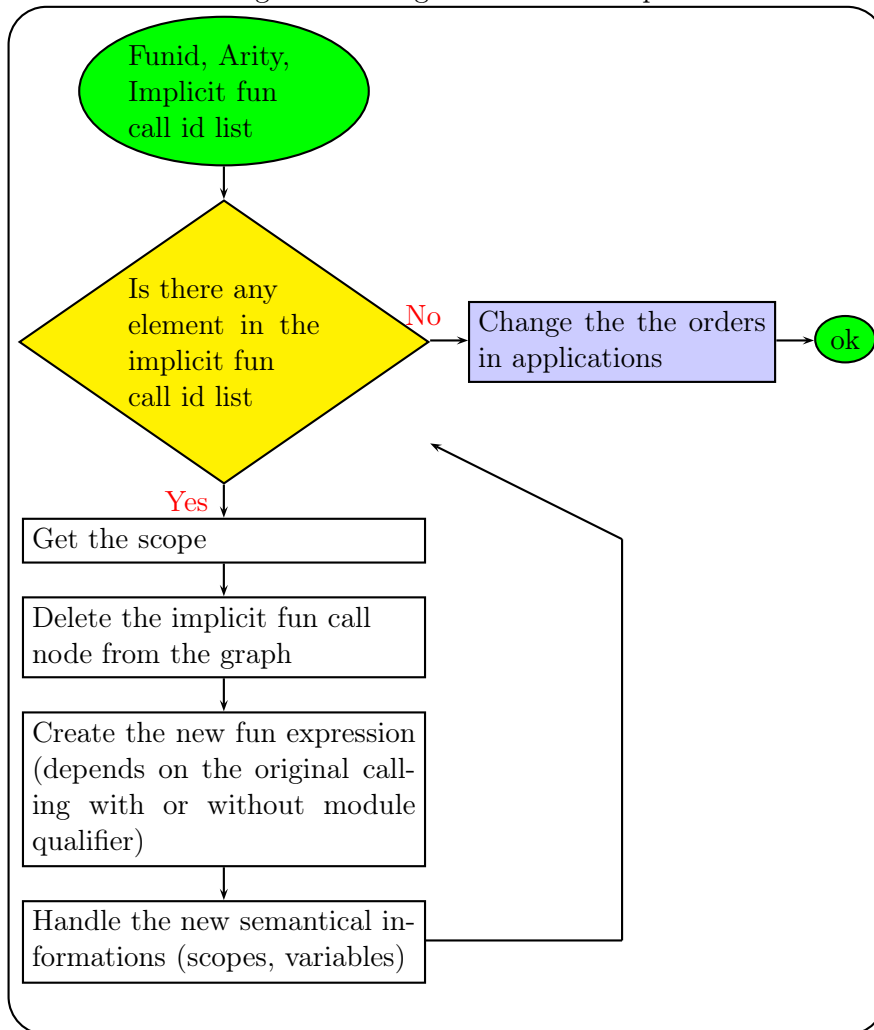 Funid, Arity,
Implicit fun
call id list
Is there any
element in the
implicit fun
call id list
No
Change the the orders
in applications
ok
Yes
Get the scope
Delete the implicit fun call
node from the graph
Create the new fun expression
(depends on the original call-
ing with or without module
qualifier)
Handle the new semantical in-
formations (scopes, variables)